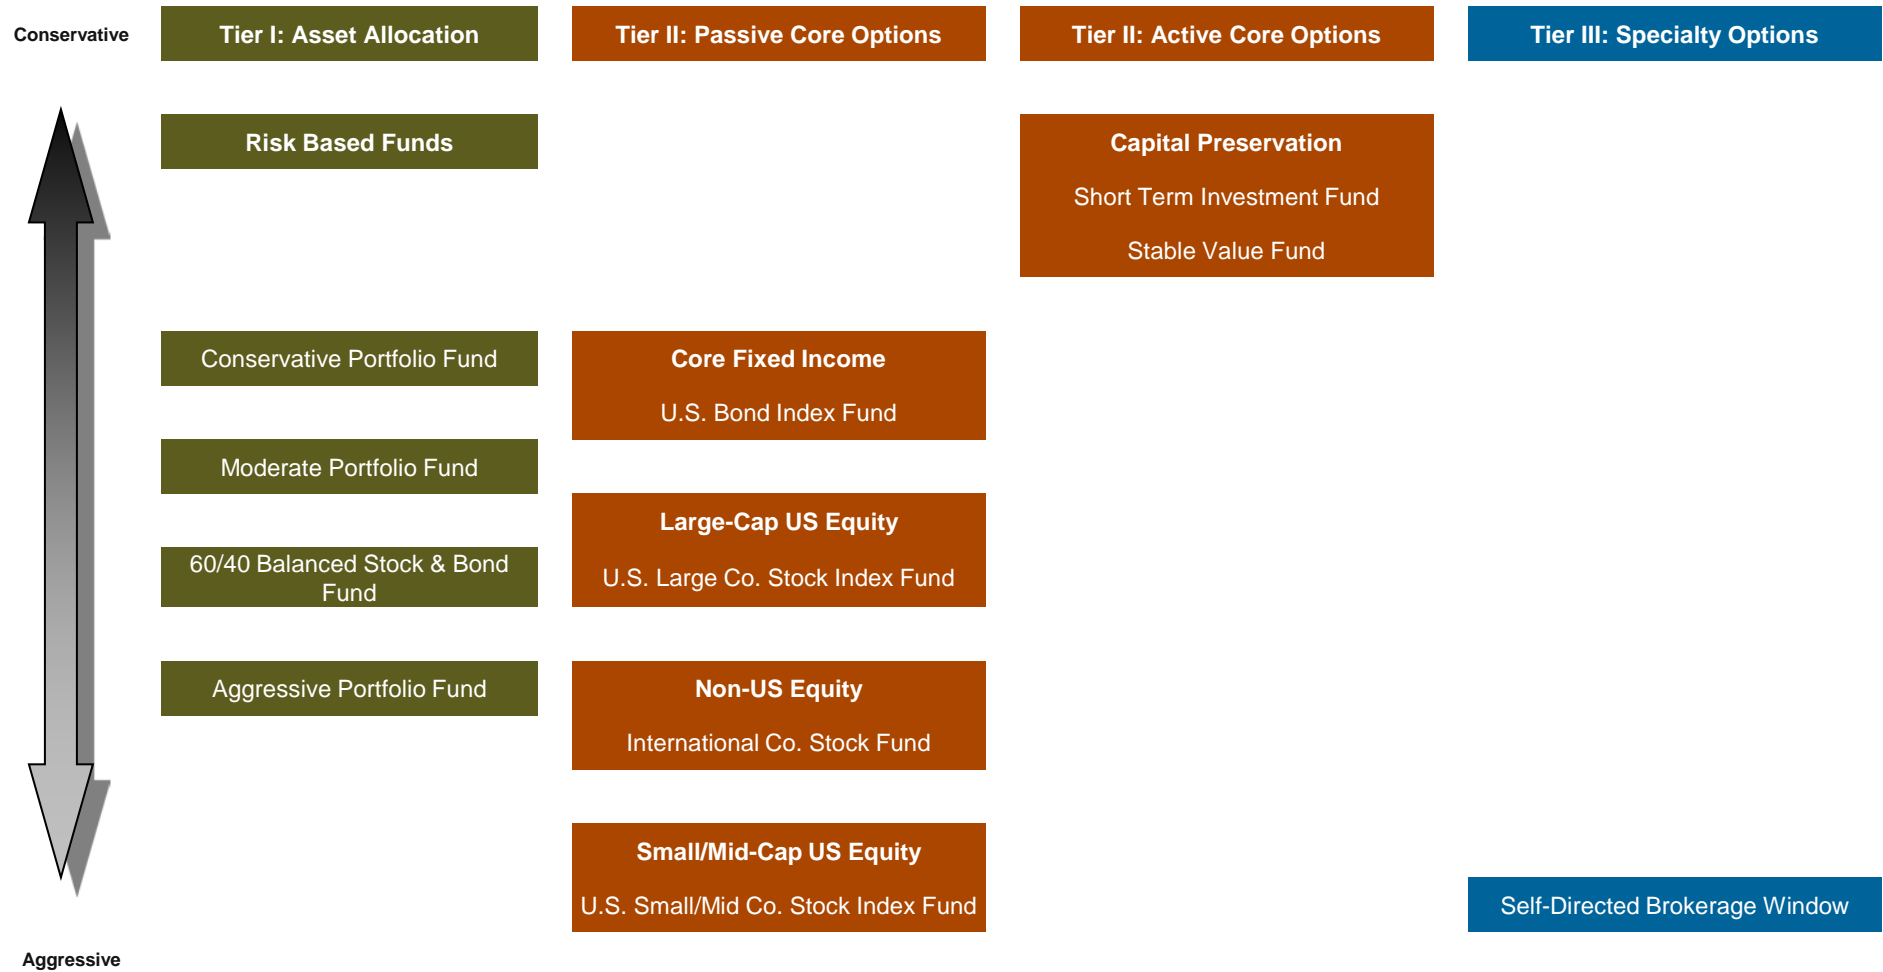 Conservative
Tier I: Asset Allocation
Tier II: Passive Core Options
Tier II: Active Core Options
Tier III: Specialty Options
Risk Based Funds
Capital Preservation
Short Term Investment Fund
Stable Value Fund
Conservative Portfolio Fund
Core Fixed Income
U.S. Bond Index Fund
Moderate Portfolio Fund
Large-Cap US Equity
U.S. Large Co. Stock Index Fund
60/40 Balanced Stock & Bond
Fund
Aggressive Portfolio Fund
Non-US Equity
International Co. Stock Fund
Small/Mid-Cap US Equity
U.S. Small/Mid Co. Stock Index Fund
Self-Directed Brokerage Window
Aggressive